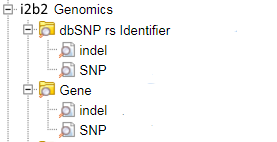 i2b2 Genomics
dbSNP rs Identifier
indel
SNP
Gene
indel
SNP